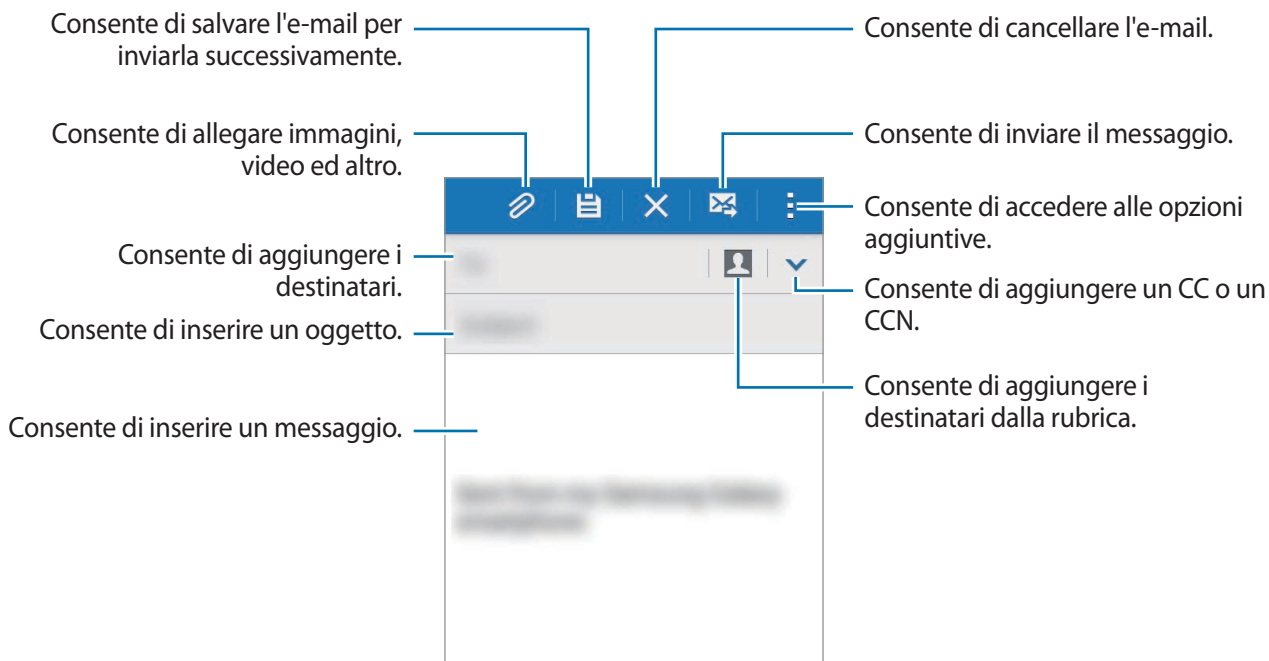 Consente di salvare l'e-mail per
inviarla successivamente.
Consente di cancellare l'e-mail.
Consente di allegare immagini,
video ed altro.
Consente di inviare il messaggio.
Consente di accedere alle opzioni
aggiuntive.
Consente di aggiungere i
destinatari.
Consente di aggiungere un CC o un
CCN.
Consente di inserire un oggetto.
Consente di aggiungere i
destinatari dalla rubrica.
Consente di inserire un messaggio.